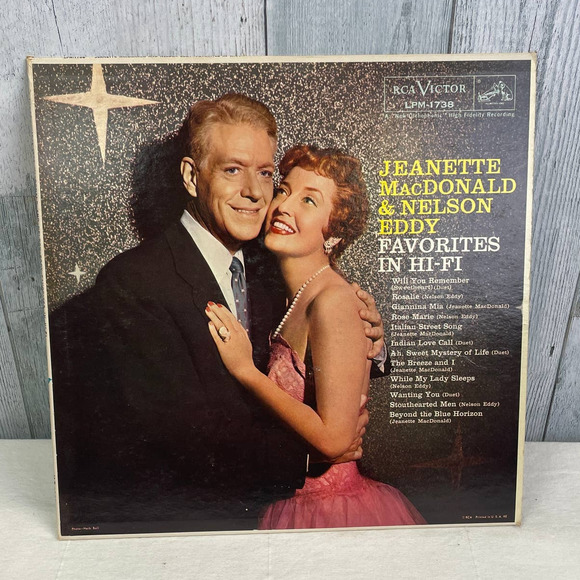 RCA VICTOR
LPM-1738
A "New Orthophonic" High Fidelity Recording
JEANETTE
MACDONALD
& NELSON
EDDY
FAVORITES
IN HI-FI
Will You Remember
(Sweetheart) (Duet)
Rosalie (Nelson Eddy)
Giannina Mia (Jeanette MacDonald)
Rose Marie (Nelson Eddy)
Italian Street Song
(Jeanette MacDonald)
Indian Love Call (Duet)
Ah, Sweet Mystery of Life (Duet)
The Breeze and I
(Jeanette MacDonald)
While My Lady Sleeps
(Nelson Eddy)
Wanting You (Duet)
Stouthearted Men (Nelson Eddy)
Beyond the Blue Horizon
(Jeanette MacDonald)
Printed in U.S.A.